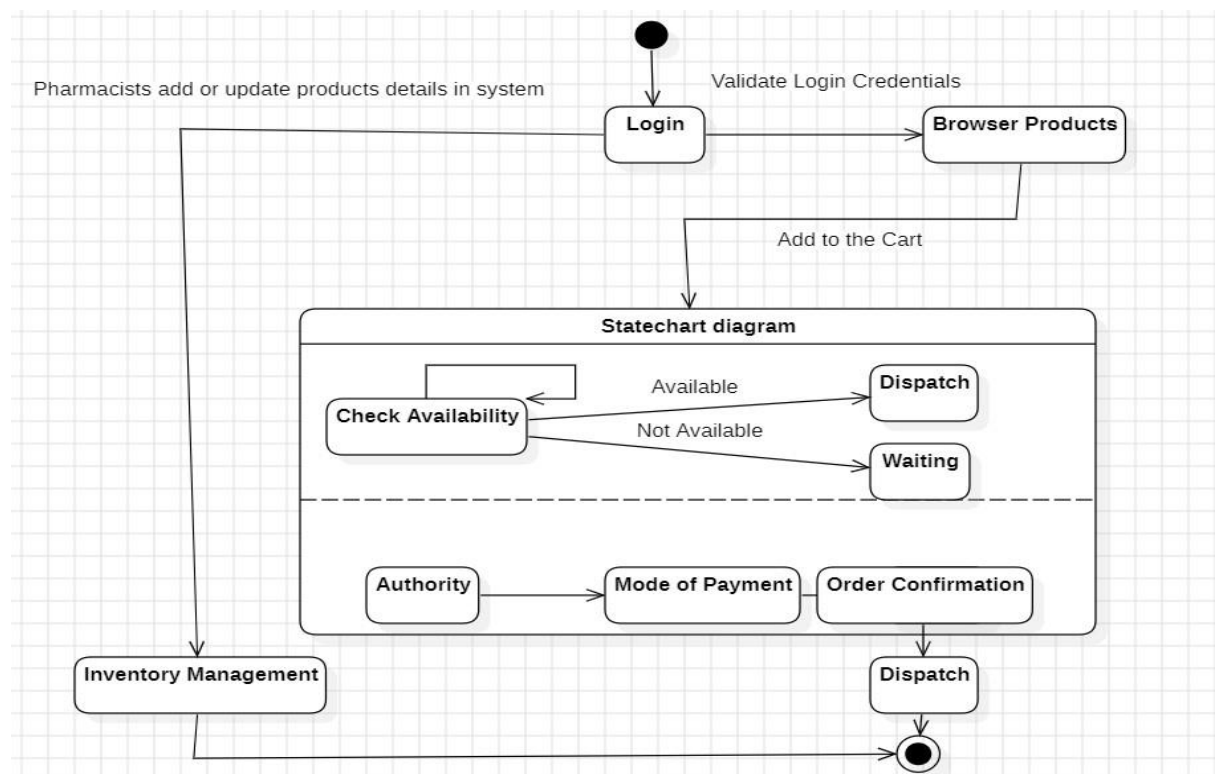 Pharmacists add or update products details in system
Validate Login Credentials
Login
Browser Products
Add to the Cart
Statechart diagram
Check Availability
Available
Dispatch
Not Available
Waiting
Authority
Mode of Payment
Order Confirmation
Inventory Management
Dispatch